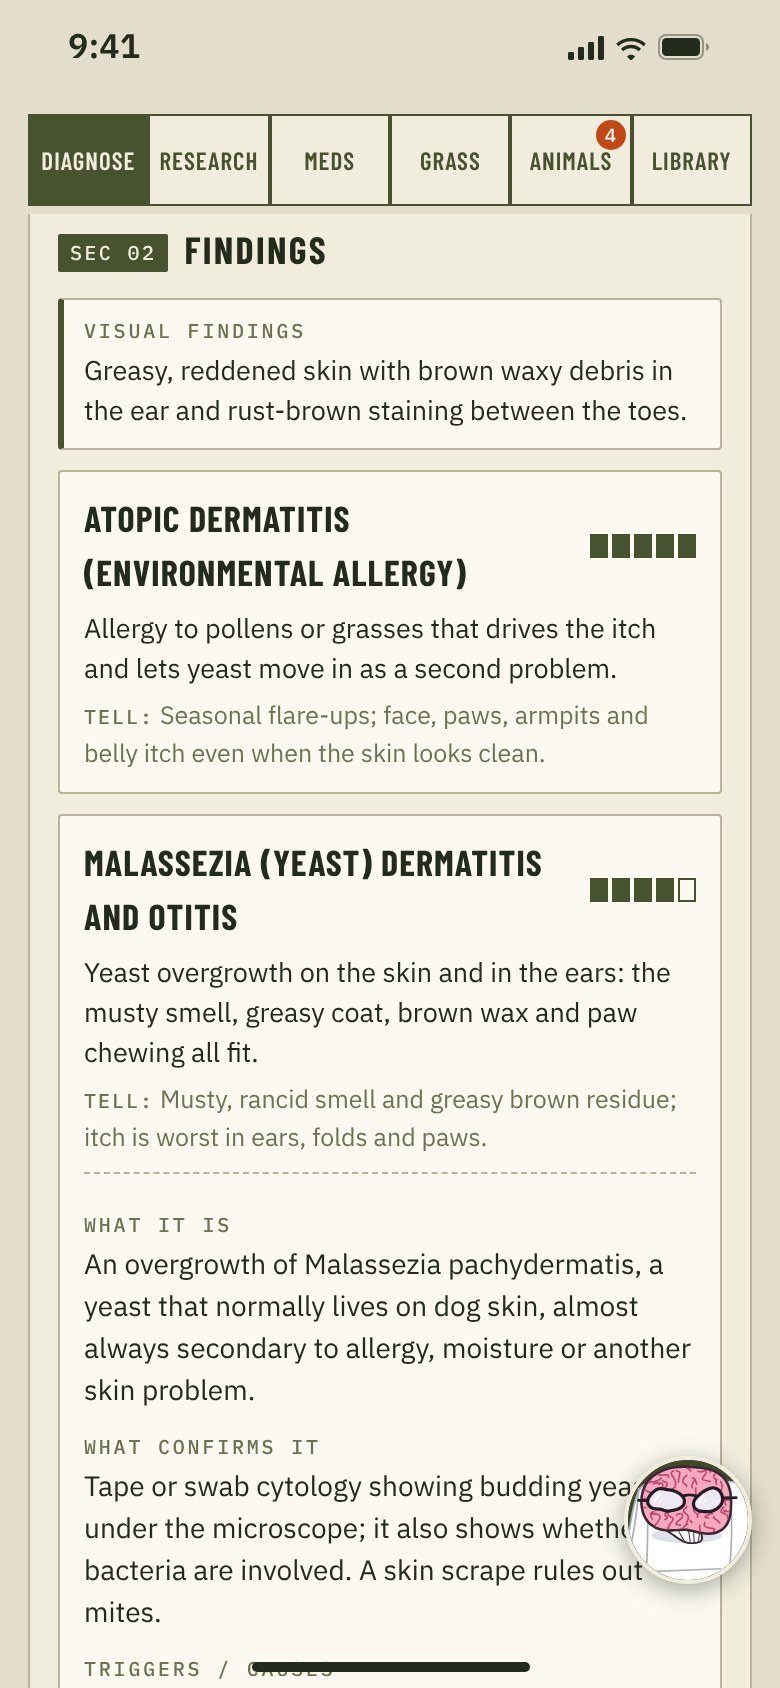 9:41
DIAGNOSE
RESEARCH
MEDS
GRASS
ANIMALS
4
LIBRARY
SEC 02
FINDINGS
VISUAL FINDINGS
Greasy, reddened skin with brown waxy debris in
the ear and rust-brown staining between the toes.
ATOPIC DERMATITIS
(ENVIRONMENTAL ALLERGY)
Allergy to pollens or grasses that drives the itch
and lets yeast move in as a second problem.
TELL: Seasonal flare-ups; face, paws, armpits and
belly itch even when the skin looks clean.
MALASSEZIA (YEAST) DERMATITIS
AND OTITIS
Yeast overgrowth on the skin and in the ears: the
musty smell, greasy coat, brown wax and paw
chewing all fit.
TELL: Musty, rancid smell and greasy brown residue;
itch is worst in ears, folds and paws.
WHAT IT IS
An overgrowth of Malassezia pachydermatis, a
yeast that normally lives on dog skin, almost
always secondary to allergy, moisture or another
skin problem.
WHAT CONFIRMS IT
Tape or swab cytology showing budding
under the microscope; it also shows
bacteria are involved. A skin scrape rules out
mites.
TRIGGERS /